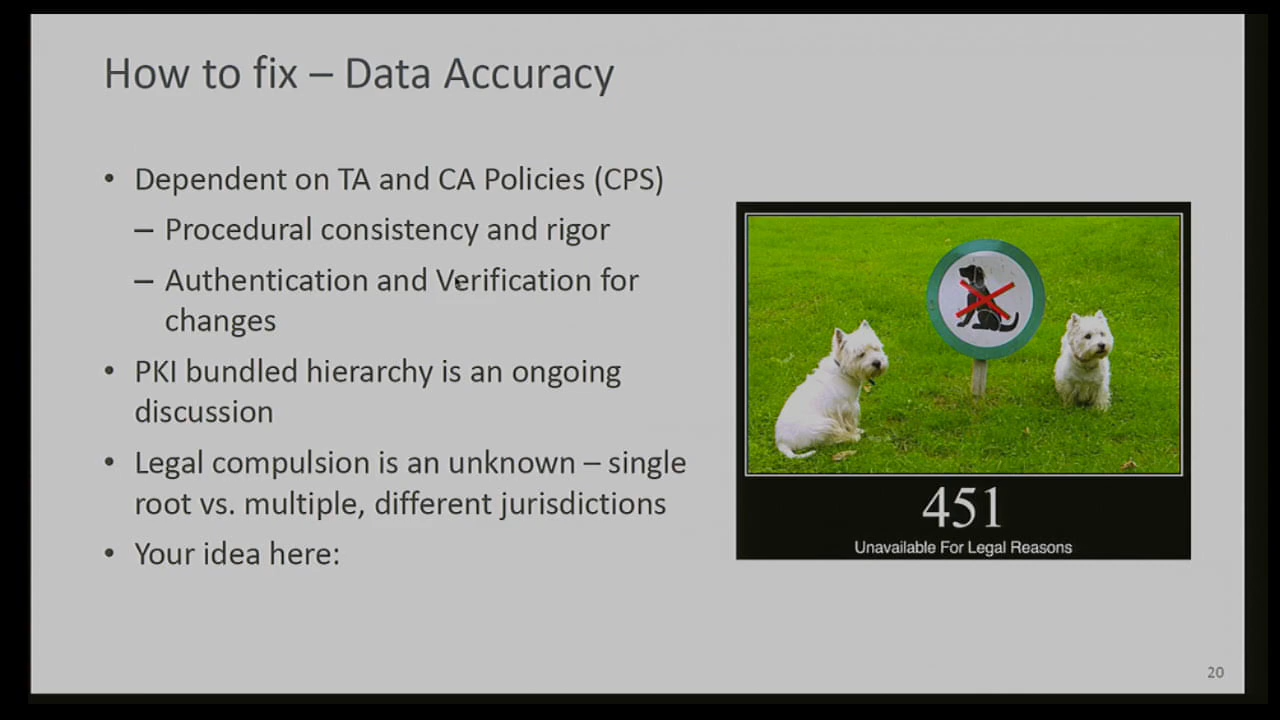 How to fix – Data Accuracy
• Dependent on TA and CA Policies (CPS)
– Procedural consistency and rigor
– Authentication and Verification for
changes
• PKI bundled hierarchy is an ongoing
discussion
• Legal compulsion is an unknown – single
root vs. multiple, different jurisdictions
• Your idea here:
451
Unavailable For Legal Reasons
20